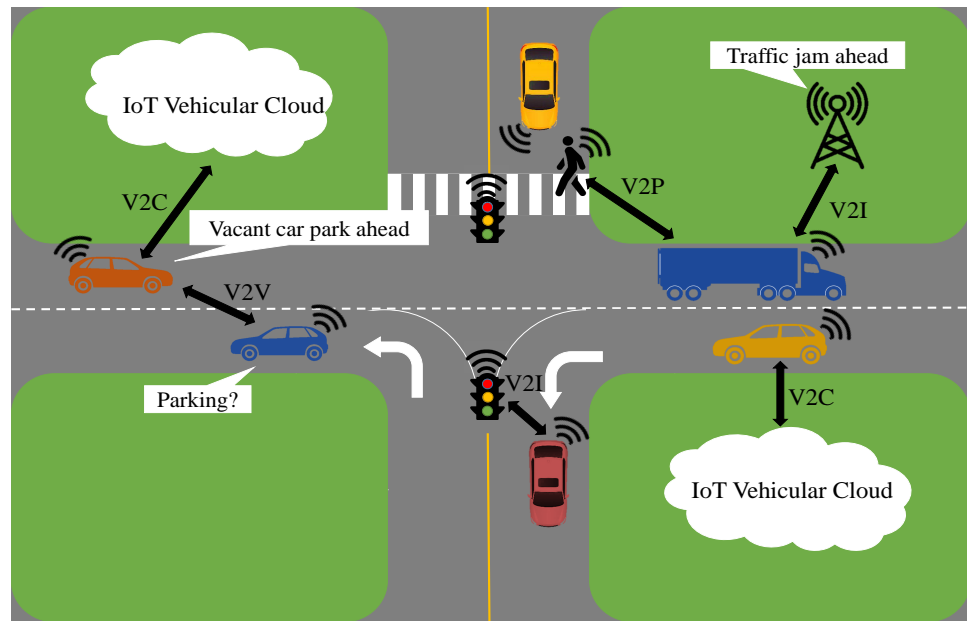 Traffic jam ahead
IoT Vehicular Cloud
V2C
V2P
V2I
Vacant car park ahead
V2V
Parking?
V2I
V2C
IoT Vehicular Cloud